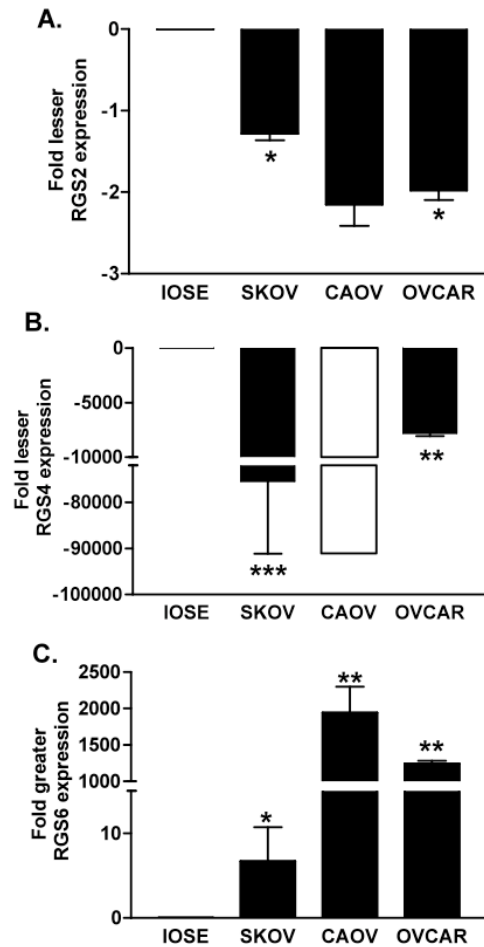 A.
Fold lesser
RGS2 expression
0
-1
-2
-3
*
*
IOSE SKOV CAOV OVCAR
B.
Fold lesser
RGS4 expression
0
-5000
-10000
-80000
-90000
-100000
***
**
IOSE SKOV CAOV OVCAR
C.
Fold greater
RGS6 expression
2500
2000
1500
1000
10
0
*
**
**
IOSE SKOV CAOV OVCAR